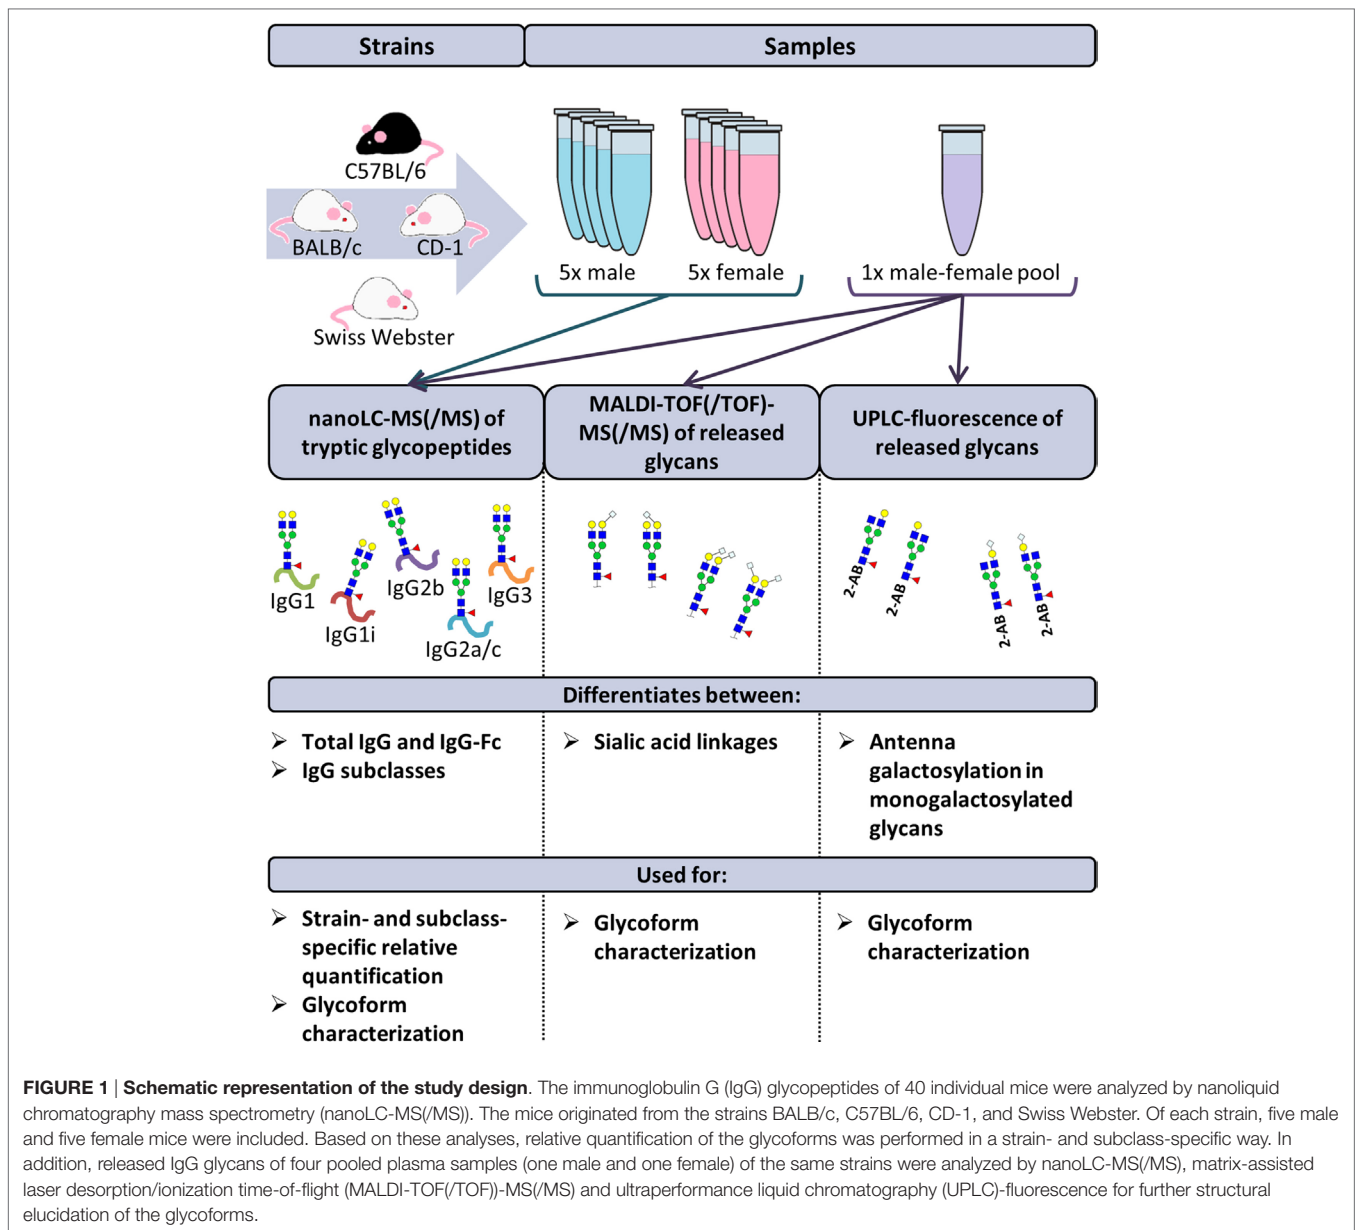 Strains
Samples
C57BL/6
BALB/c
CD-1
Swiss Webster
5x male
5x female
1x male-female pool
nanoLC-MS(/MS) of
tryptic glycopeptides
MALDI-TOF(/TOF)-
MS(/MS) of released
glycans
UPLC-fluorescence of
released glycans
IgG1
IgG1i
IgG2b
IgG2a/c
IgG3
2-AB
2-AB
2-AB
2-AB
Differentiates between:
➢ Total IgG and IgG-Fc
➢ IgG subclasses
➢ Sialic acid linkages
➢ Antenna
galactosylation in
monogalactosylated
glycans
Used for:
➢ Strain- and subclass-
specific relative
quantification
➢ Glycoform
characterization
➢ Glycoform
characterization
➢ Glycoform
characterization
FIGURE 1 | Schematic representation of the study design. The immunoglobulin G (IgG) glycopeptides of 40 individual mice were analyzed by nanoliquid
chromatography mass spectrometry (nanoLC-MS(/MS)). The mice originated from the strains BALB/c, C57BL/6, CD-1, and Swiss Webster. Of each strain, five male
and five female mice were included. Based on these analyses, relative quantification of the glycoforms was performed in a strain- and subclass-specific way. In
addition, released IgG glycans of four pooled plasma samples (one male and one female) of the same strains were analyzed by nanoLC-MS(/MS), matrix-assisted
laser desorption/ionization time-of-flight (MALDI-TOF(/TOF))-MS(/MS) and ultraperformance liquid chromatography (UPLC)-fluorescence for further structural
elucidation of the glycoforms.